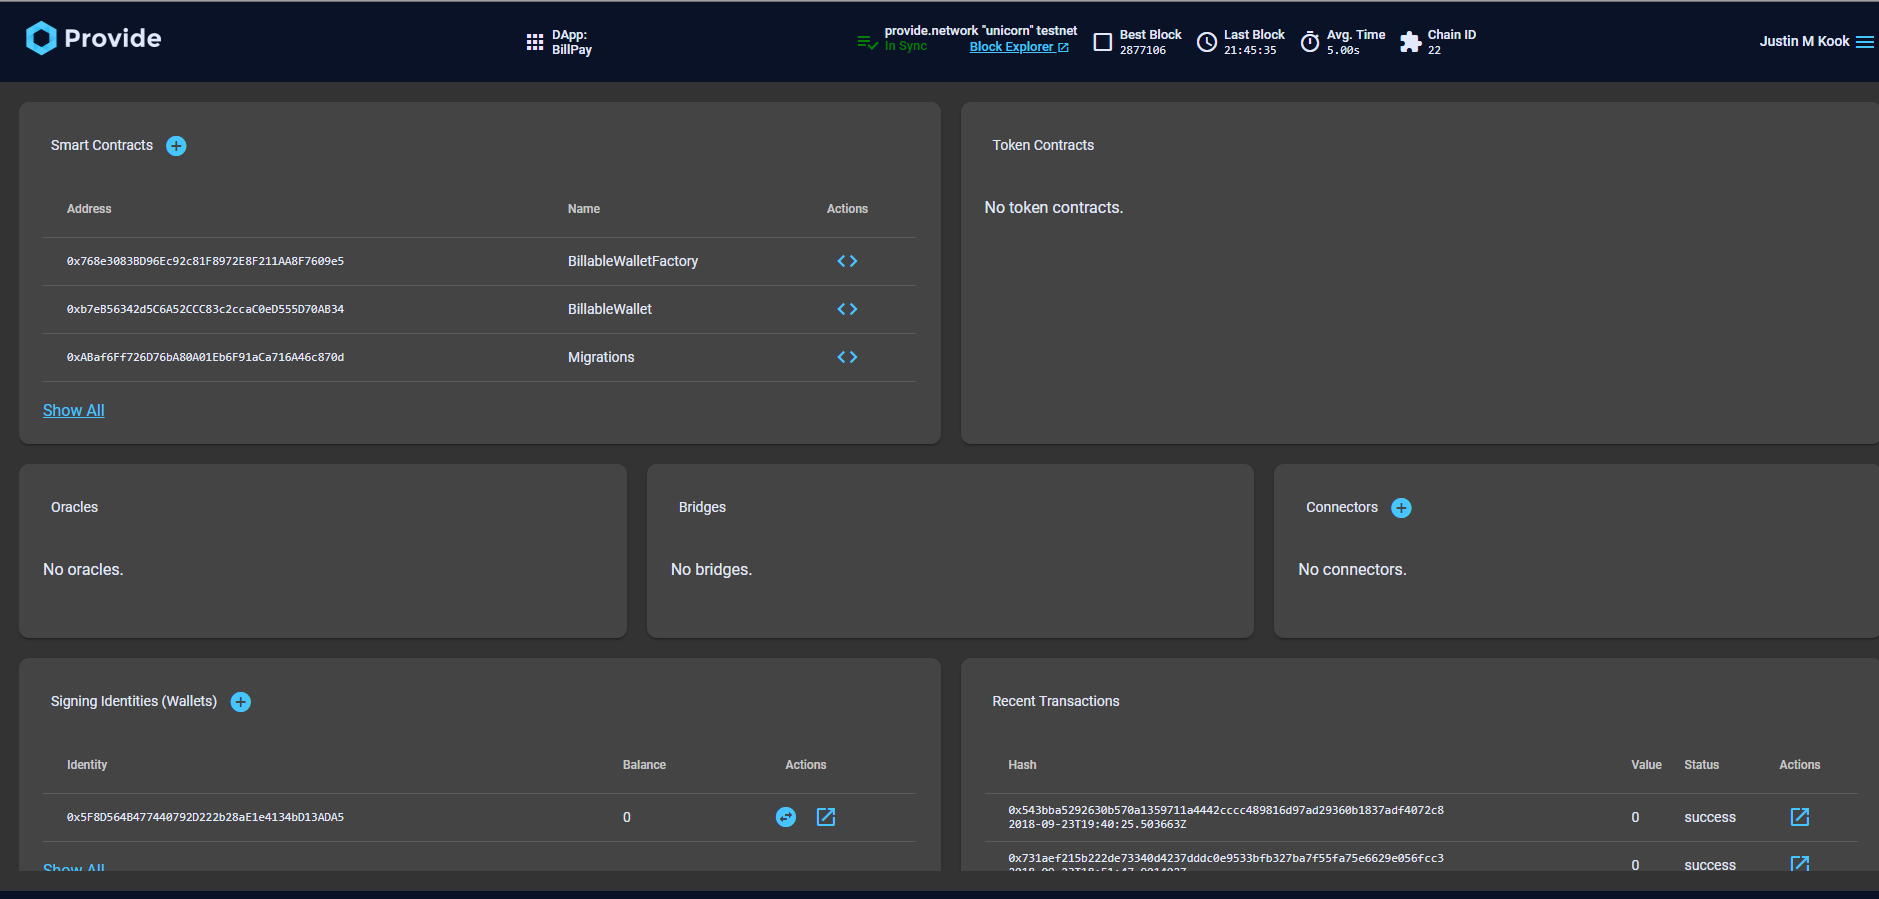 Provide
DApp:
BillPay
provide.network "unicorn" testnet
In Sync
Block Explorer
Best Block
2877106
Last Block
21:45:35
Avg. Time
5.00s
Chain ID
22
Justin M Kook
Smart Contracts
Address Name Actions
0x768e3083BD96Ec92c81F8972E8F211AA8F7609e5 BillableWalletFactory
0xb7eB56342d5C6A52CCC83c2ccaC0eD555D70AB34 BillableWallet
0xABaf6Ff726D76bA80A01Eb6F91aCa716A46c870d Migrations
Show All
Token Contracts
No token contracts.
Oracles
No oracles.
Bridges
No bridges.
Connectors
No connectors.
Signing Identities (Wallets)
Identity Balance Actions
0x5F8D564B477440792D222b28aE1e4134bD13ADA5 0
Show All
Recent Transactions
Hash Value Status Actions
0x543bba5292630b570a1359711a4442cccc489816d97ad29360b1837adf4072c8 0 success
2018-09-23T19:40:25.503663Z
0x731aef215b222de73340d4237dddc0e9533bfb327ba7f55fa75e6629e056fcc3 0 success